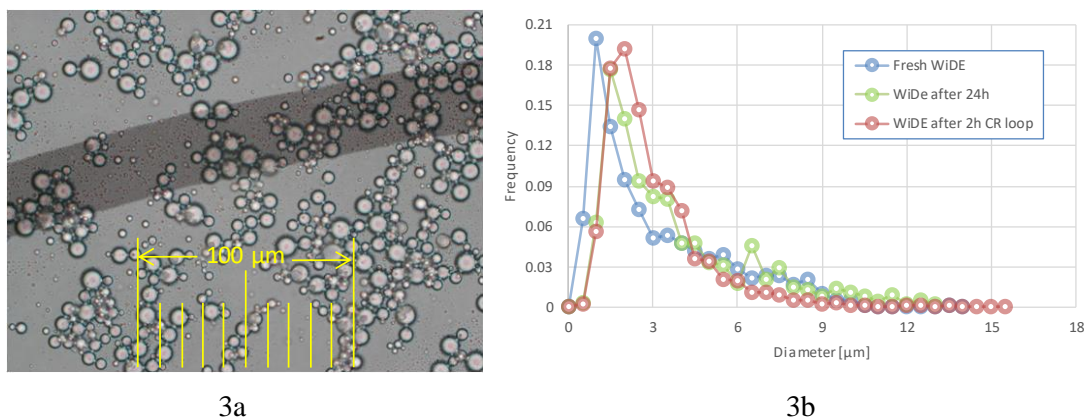 100 µm
3a
0.21
0.18
0.15
0.12
0.09
0.06
0.03
0
Frequency
Fresh WiDE
WiDe after 24h
WiDE after 2h CR loop
0 3 6 9 12 15 18
Diameter [µm]
3b